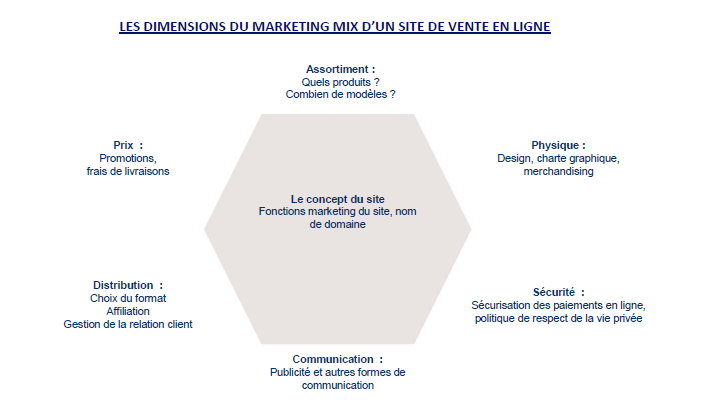 LES DIMENSIONS DU MARKETING MIX D'UN SITE DE VENTE EN LIGNE
Assortiment :
Quels produits ?
Combien de modèles ?
Prix :
Promotions,
frais de livraisons
Physique :
Design, charte graphique,
merchandising
Le concept du site
Fonctions marketing du site, nom
de domaine
Distribution :
Choix du format
Affiliation
Gestion de la relation client
Sécurité :
Sécurisation des paiements en ligne,
politique de respect de la vie privée
Communication :
Publicité et autres formes de
communication